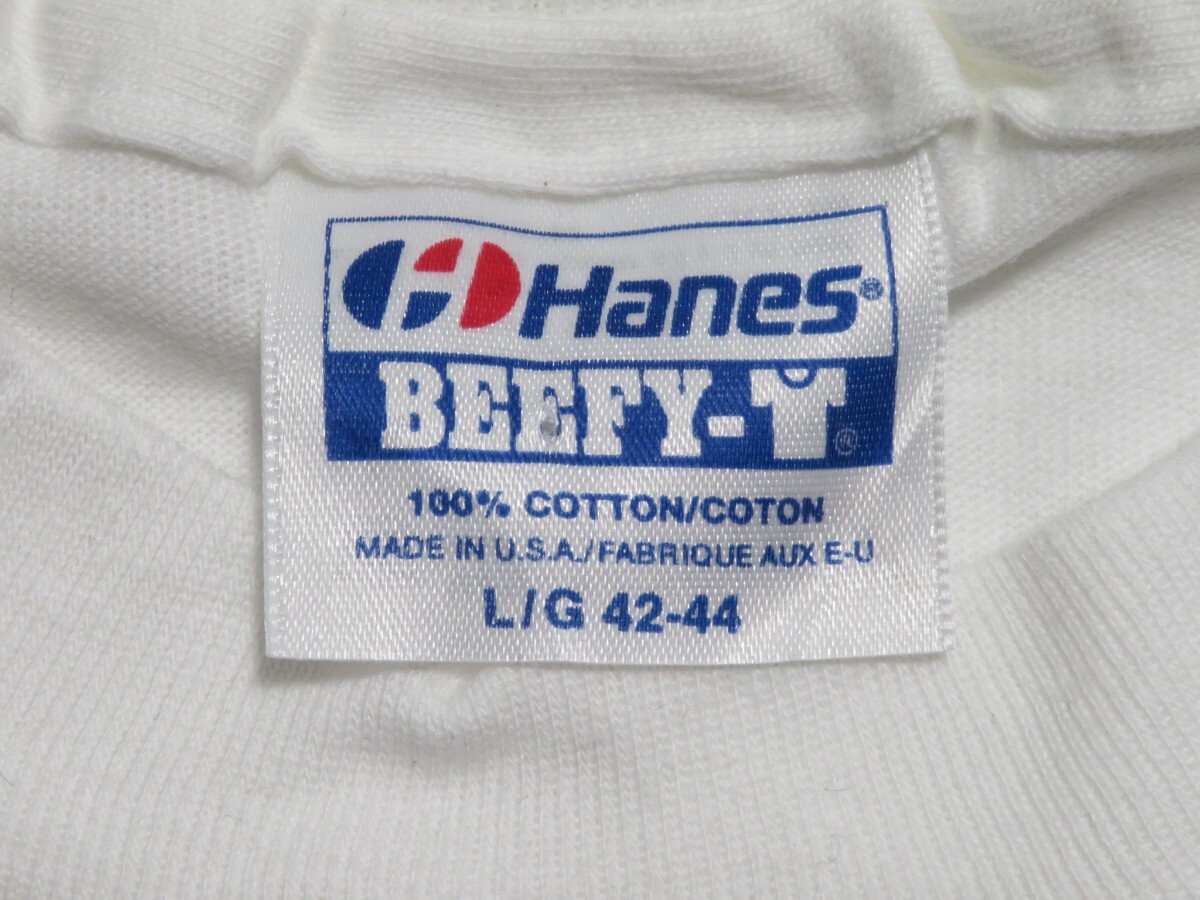 Hanes®
BEEFY-T®
100% COTTON/COTON
MADE IN U.S.A./FABRIQUE AUX E-U
L/G 42-44